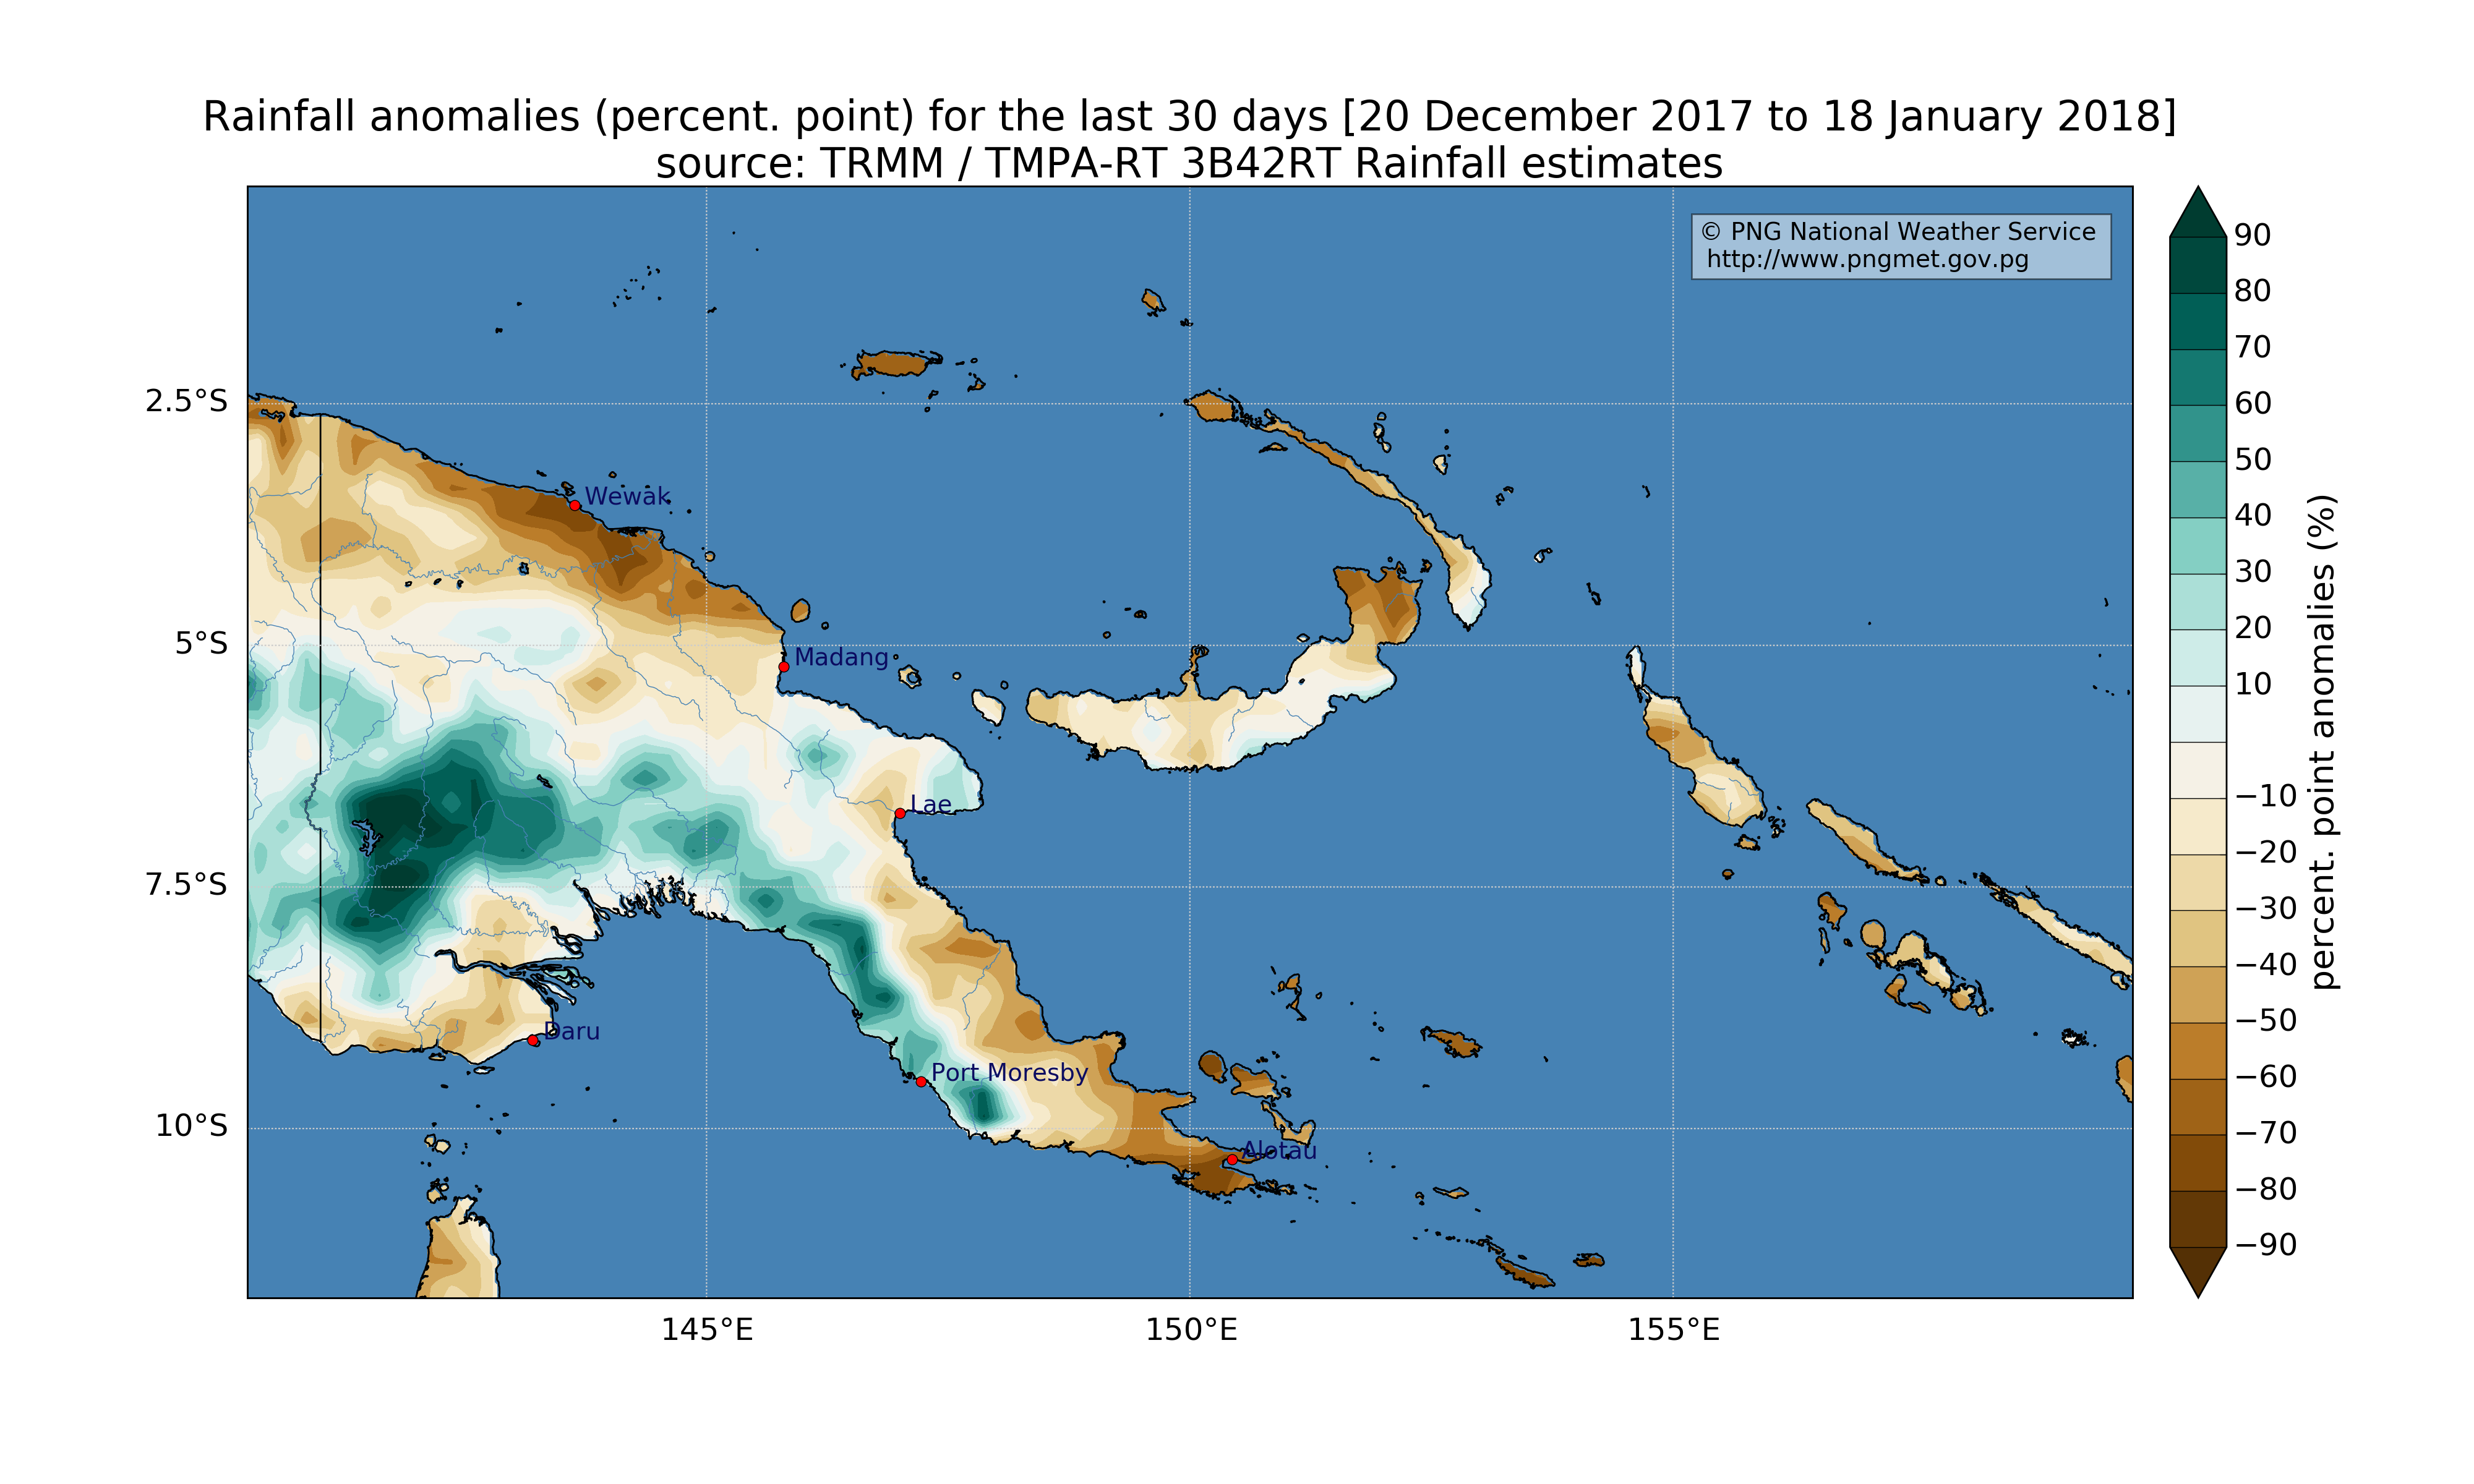 Rainfall anomalies (percent. point) for the last 30 days [20 December 2017 to 18 January 2018]
source: TRMM / TMPA-RT 3B42RT Rainfall estimates
© PNG National Weather Service
http://www.pngmet.gov.pg
2.5°S
5°S
7.5°S
10°S
Wewak
Madang
Lae
Daru
Port Moresby
Alotau
145°E
150°E
155°E
90
80
70
60
50
40
30
20
10
−10
−20
−30
−40
−50
−60
−70
−80
−90
percent. point anomalies (%)